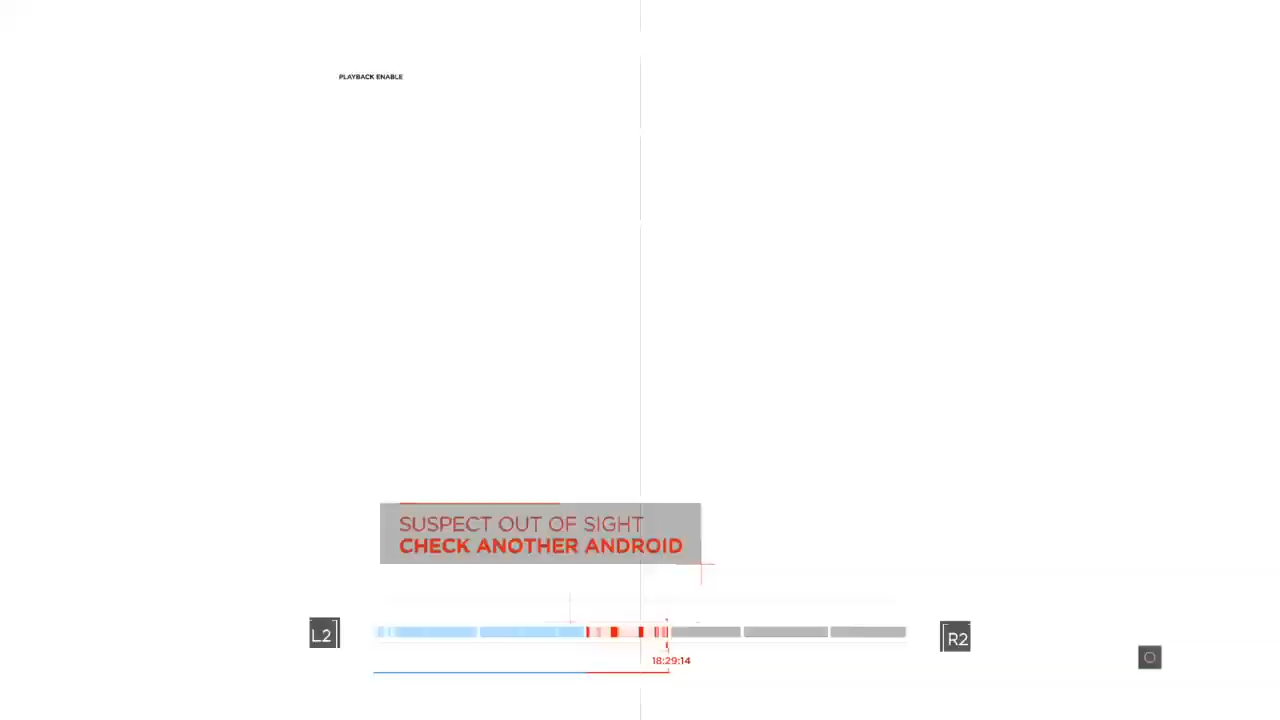 PLAYBACK ENABLE
SUSPECT OUT OF SIGHT
CHECK ANOTHER ANDROID
L2
R2
18:29:14